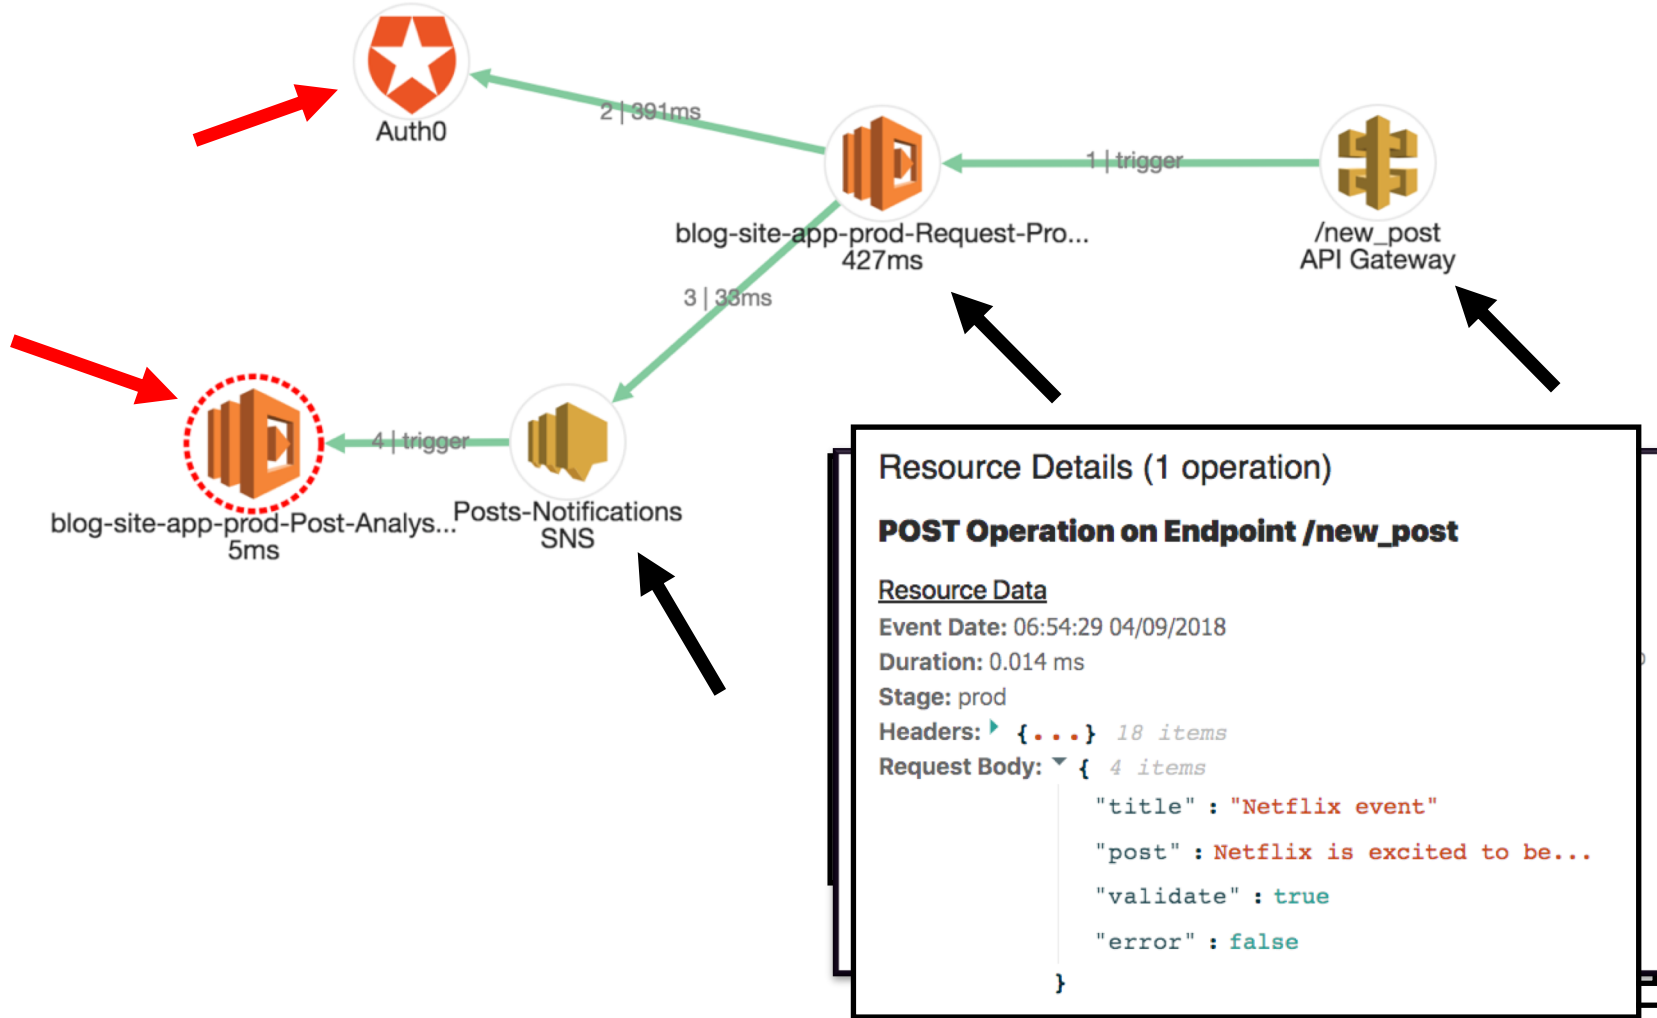 Auth0
2 | 391ms
1 | trigger
blog-site-app-prod-Request-Pro...
427ms
/new_post
API Gateway
3 | 33ms
4 | trigger
blog-site-app-prod-Post-Analys...
5ms
Posts-Notifications
SNS
Resource Details (1 operation)
POST Operation on Endpoint /new_post
Resource Data
Event Date: 06:54:29 04/09/2018
Duration: 0.014 ms
Stage: prod
Headers: {...} 18 items
Request Body: { 4 items
"title" : "Netflix event"
"post" : Netflix is excited to be...
"validate" : true
"error" : false
}